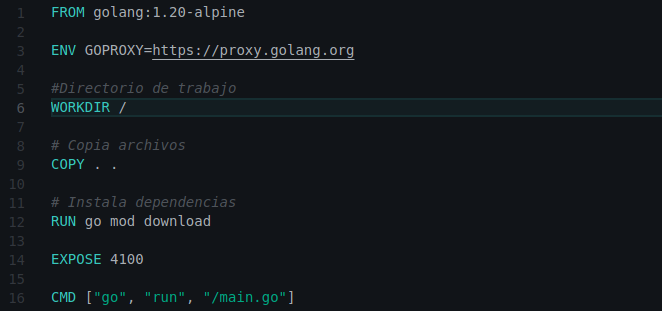 1 FROM golang:1.20-alpine
2
3 ENV GOPROXY=https://proxy.golang.org
4
5 #Directorio de trabajo
6 WORKDIR /
7
8 # Copia archivos
9 COPY . .
10
11 # Instala dependencias
12 RUN go mod download
13
14 EXPOSE 4100
15
16 CMD ["go", "run", "/main.go"]